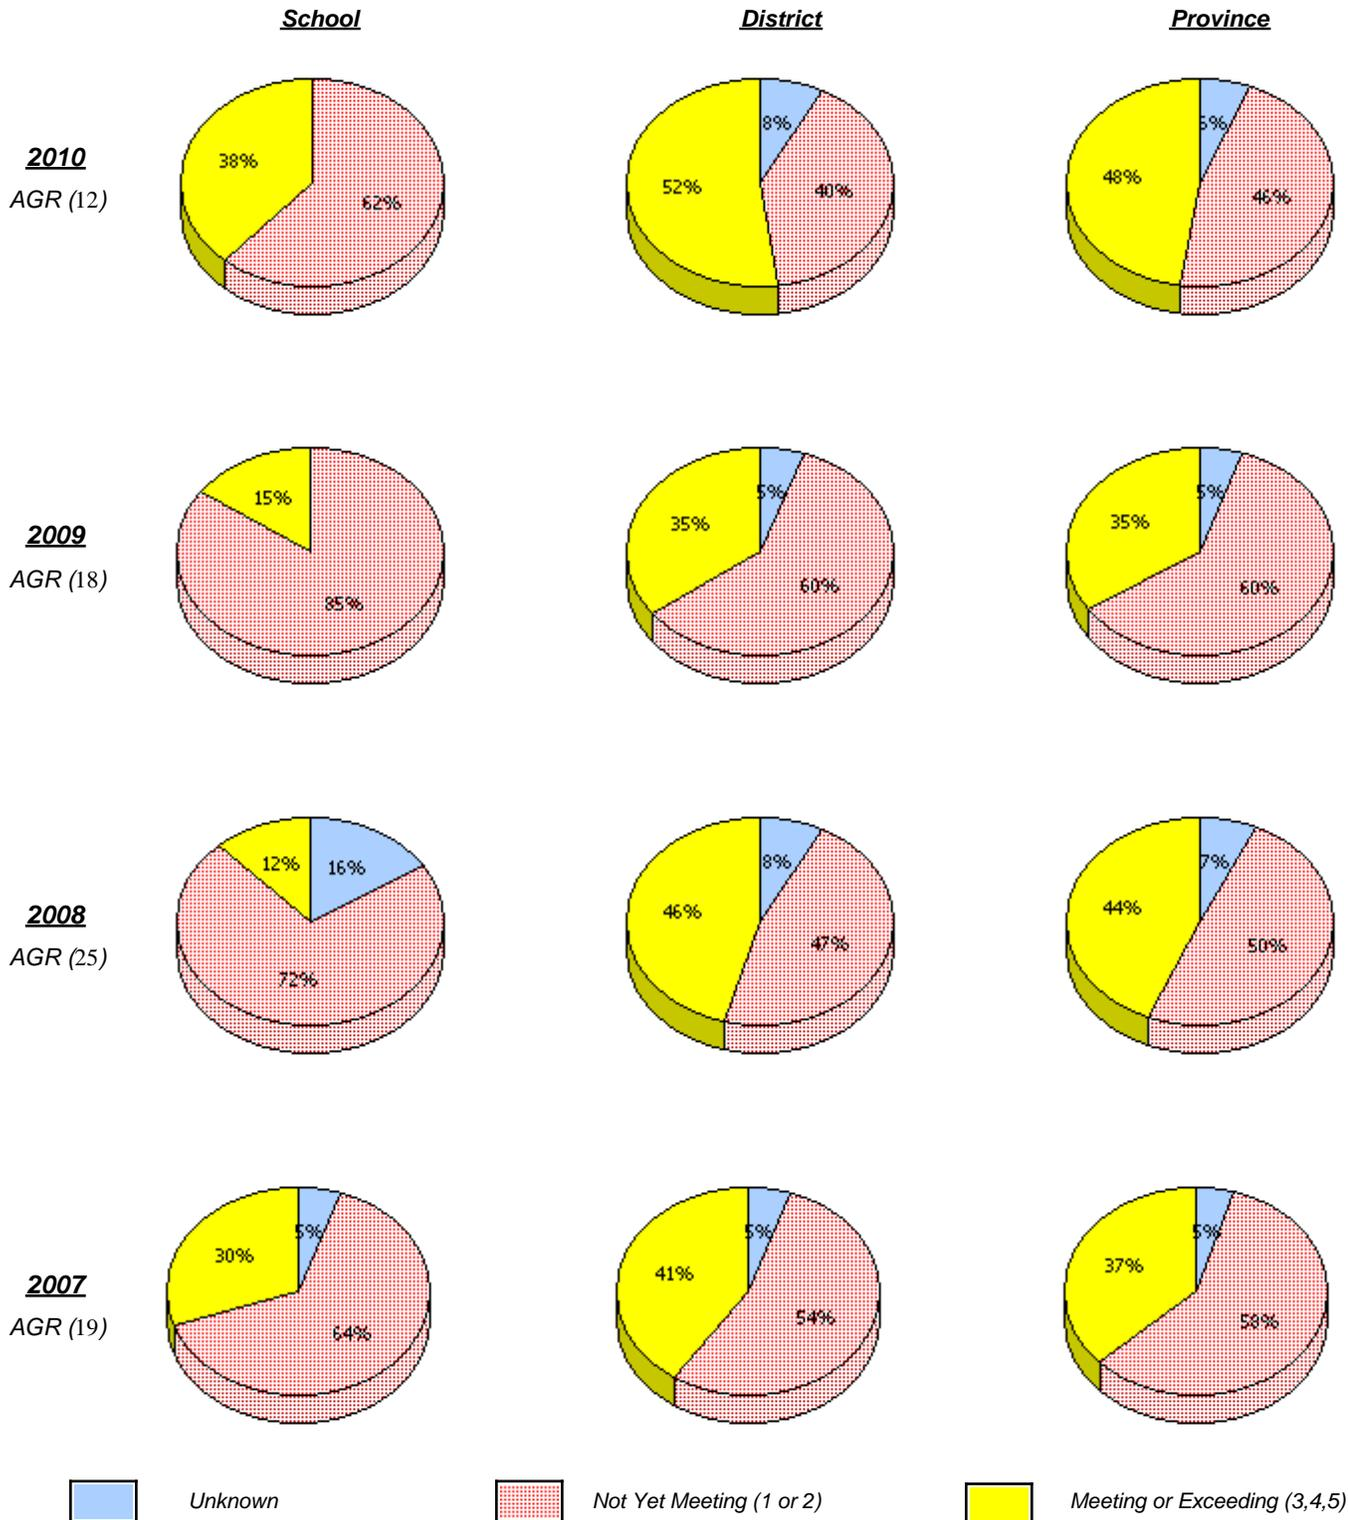 School District Province
2010
AGR (12)
38% 62%
52% 8% 40%
48% 46%
2009
AGR (18)
15% 85%
35% 5% 60%
35% 5% 60%
2008
AGR (25)
12% 16% 72%
46% 8% 47%
44% 7% 50%
2007
AGR (19)
30% 5% 64%
41% 5% 54%
37% 5% 58%
Unknown Not Yet Meeting (1 or 2) Meeting or Exceeding (3,4,5)